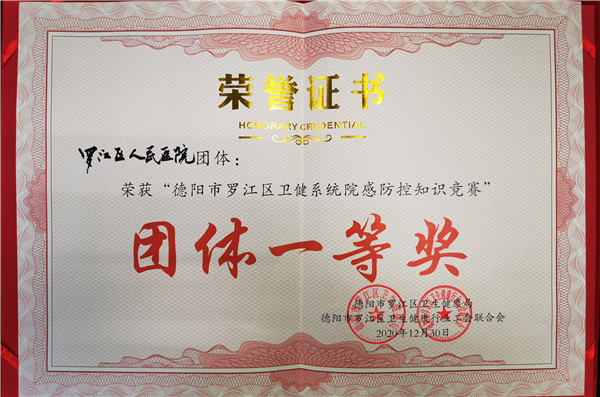 荣誉证书
HONORARY CREDENTIAL
罗江区人民医院团体：
荣获“德阳市罗江区卫健系统院感防控知识竞赛”
团体一等奖
德阳市罗江区卫生健康局
德阳市罗江区卫生健康行业工会联合会
2020年12月30日